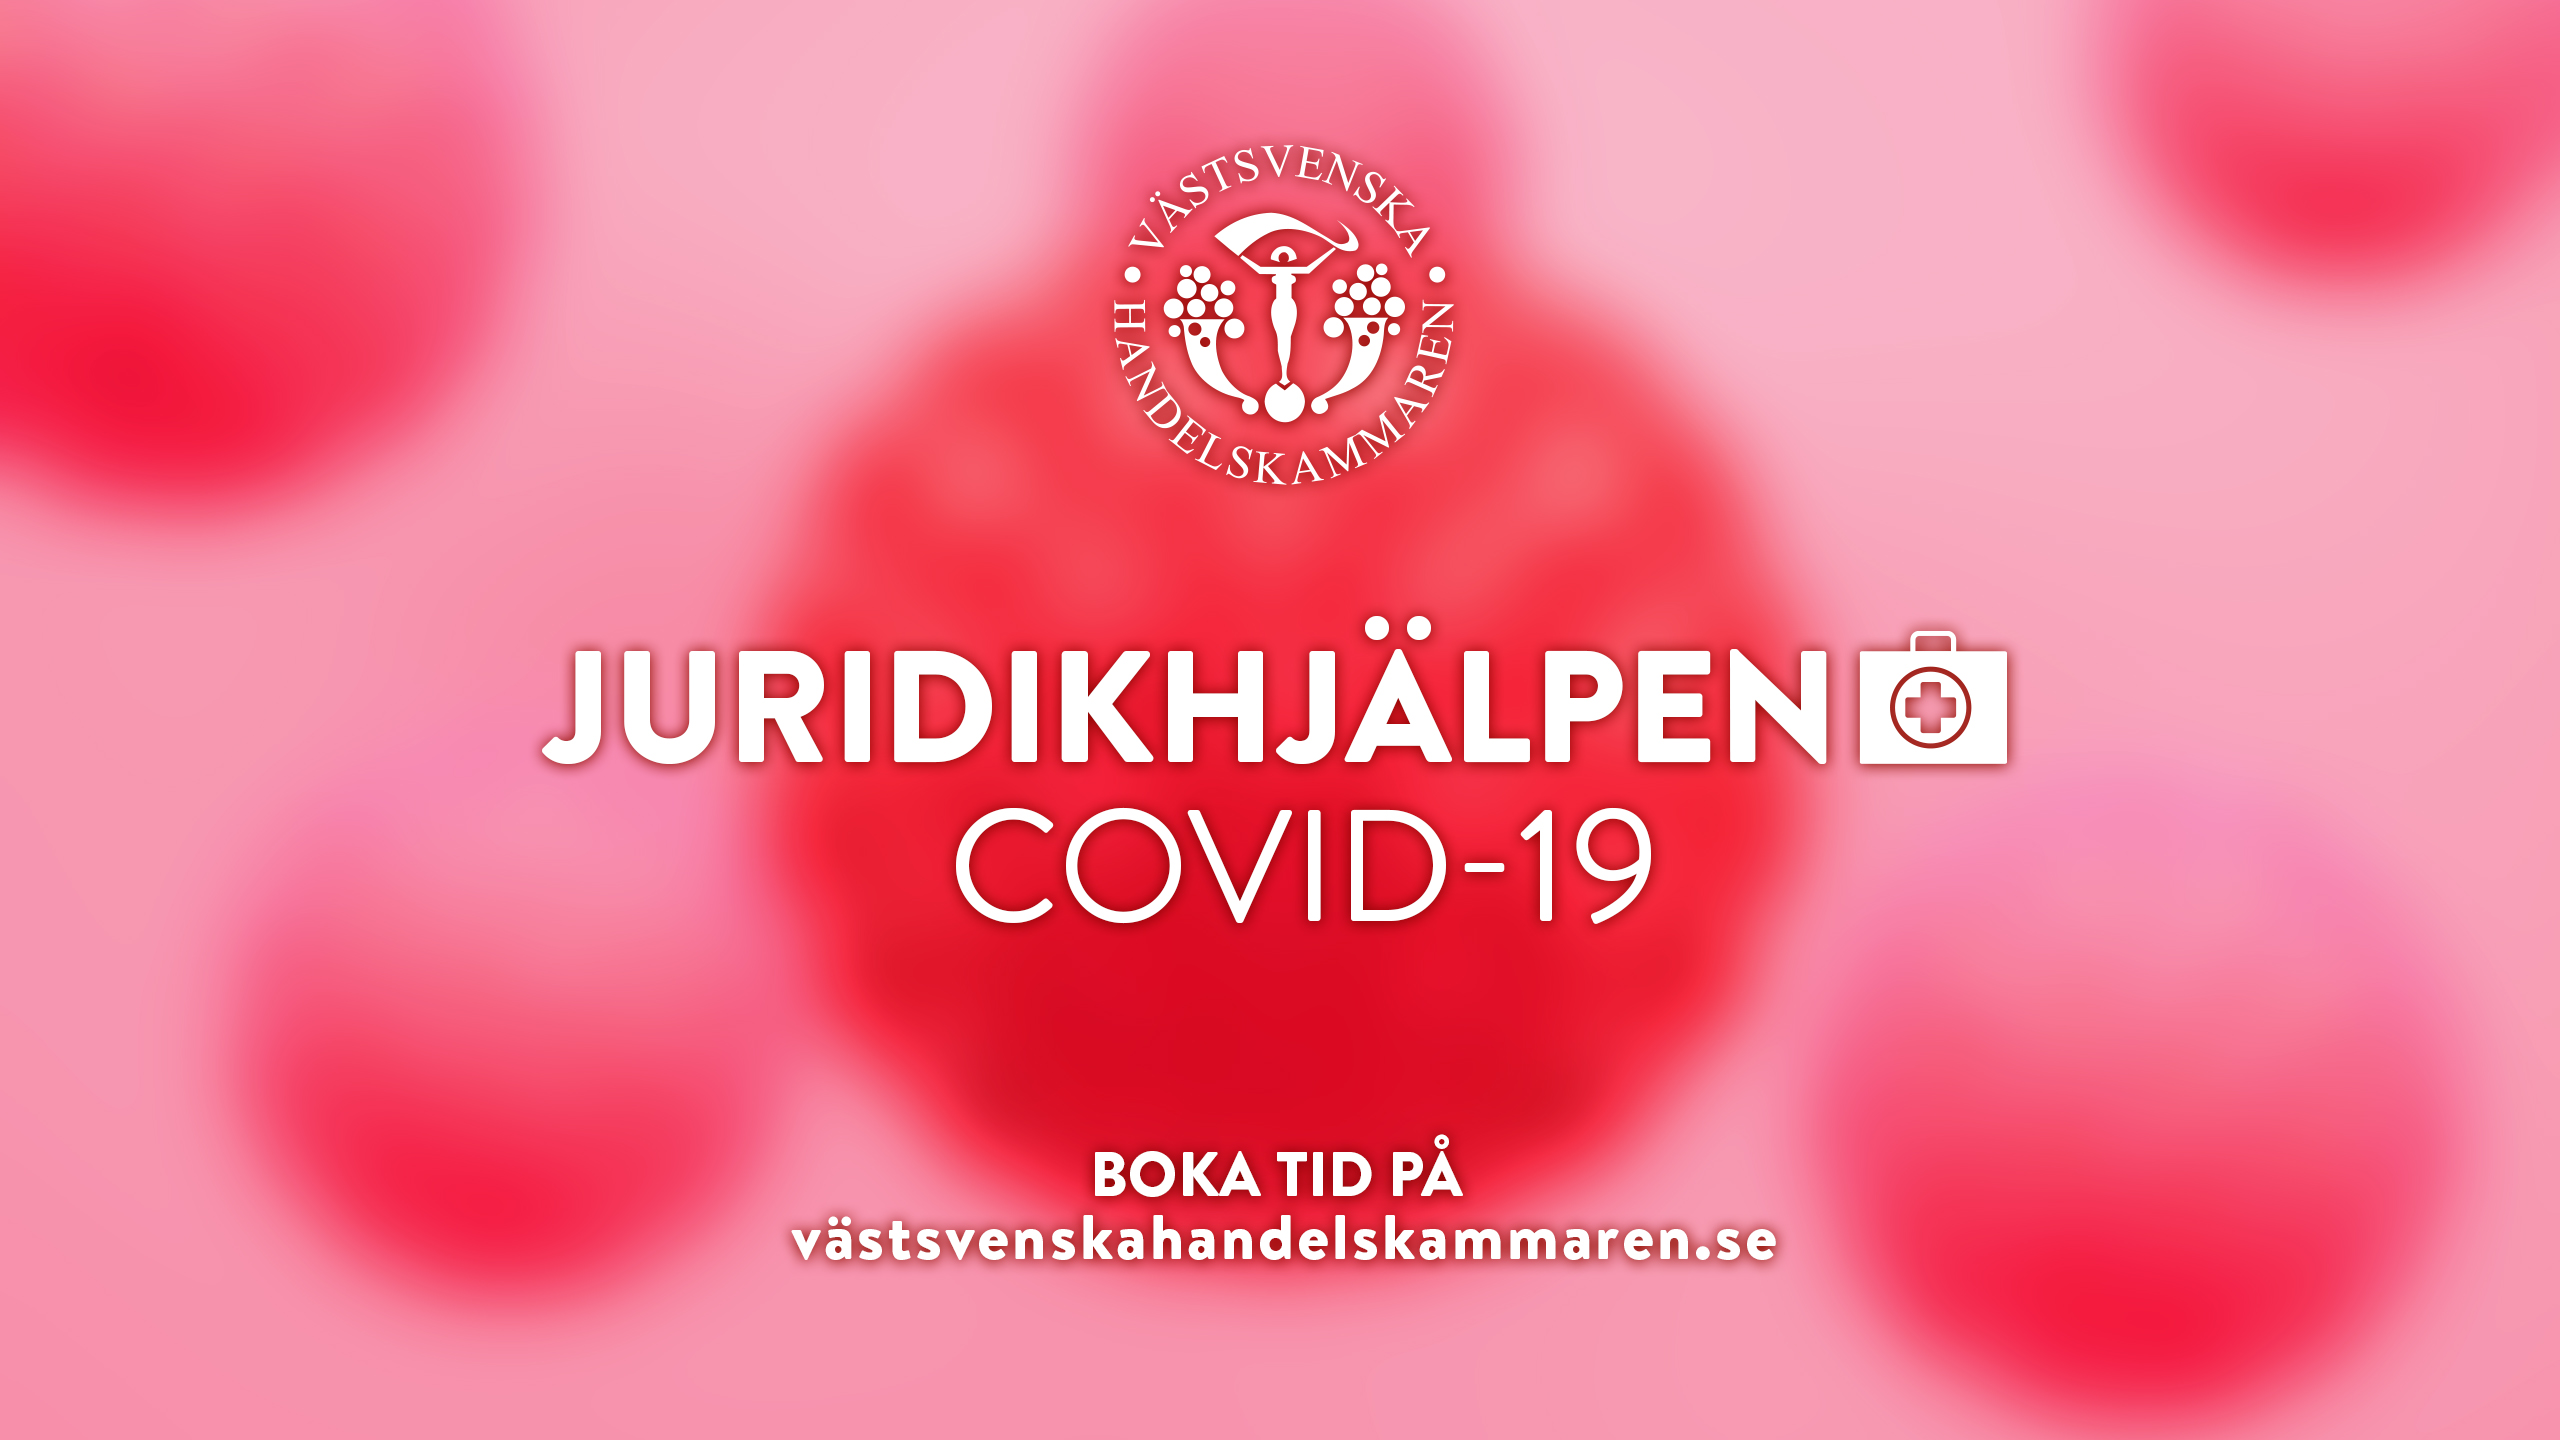 VÄSTSVENSKA
HANDELSKAMMAREN
JURIDIKHJÄLPEN
COVID-19
BOKA TID PÅ
västsvenskahandelskammaren.se